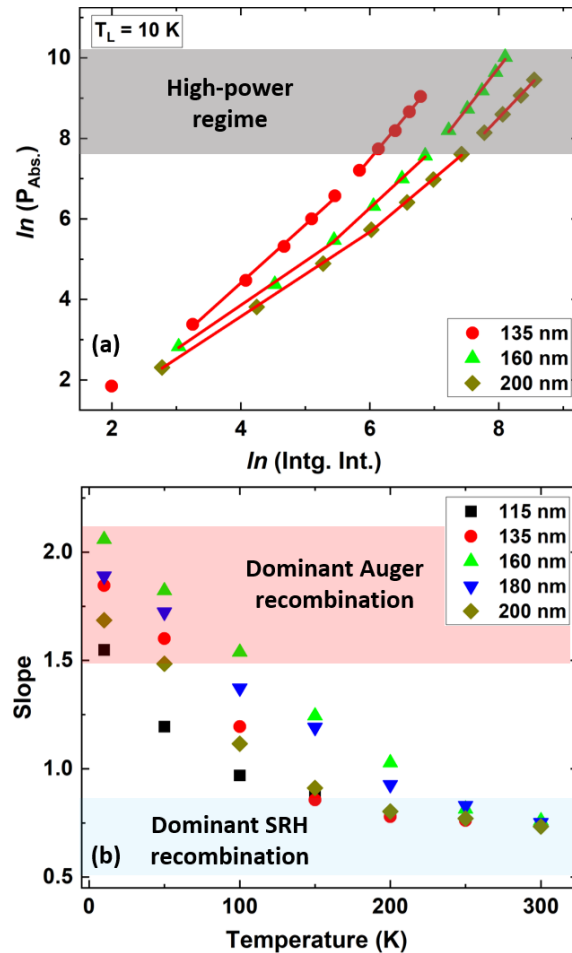 T_L = 10 K
10
8
6
4
2
ln (P_Abs.)
High-power
regime
(a)
135 nm
160 nm
200 nm
2 4 6 8
ln (Intg. Int.)
115 nm
135 nm
160 nm
180 nm
200 nm
2.0
1.5
1.0
0.5
Slope
Dominant Auger
recombination
Dominant SRH
recombination
(b)
0 100 200 300
Temperature (K)